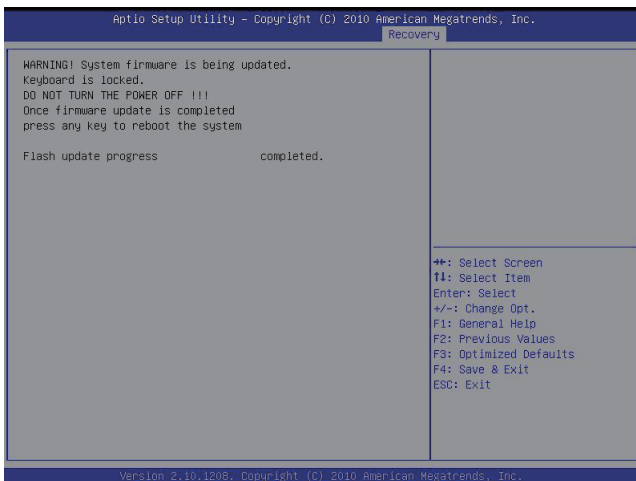 Aptio Setup Utility – Copyright (C) 2010 American Megatrends, Inc.
Recovery
WARNING! System firmware is being updated.
Keyboard is locked.
DO NOT TURN THE POWER OFF !!!
Once firmware update is completed
press any key to reboot the system
Flash update progress completed.
→←: Select Screen
↑↓: Select Item
Enter: Select
+/-: Change Opt.
F1: General Help
F2: Previous Values
F3: Optimized Defaults
F4: Save & Exit
ESC: Exit
Version 2.10.1208. Copyright (C) 2010 American Megatrends, Inc.